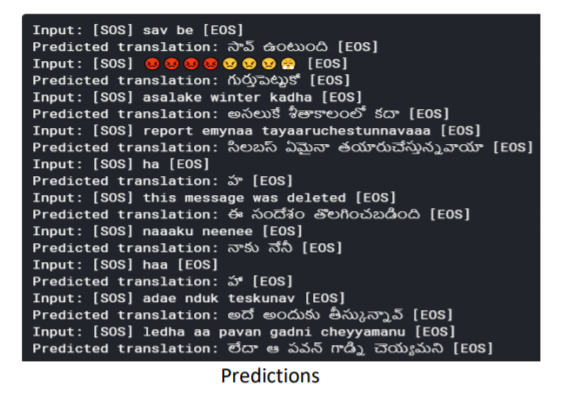 Input: [SOS] sav be [EOS]
Predicted translation: సావ్ ఉంటుంది [EOS]
Input: [SOS] 😡😡😡😡😠😠😠😤 [EOS]
Predicted translation: గుర్తుపెట్టుకో [EOS]
Input: [SOS] asalake winter kadha [EOS]
Predicted translation: అసలుకే శీతాకాలంలో కదా [EOS]
Input: [SOS] report emynaa tayaaruchestunnavaaa [EOS]
Predicted translation: సిలబస్ ఏమైనా తయారుచేస్తున్నవాయా [EOS]
Input: [SOS] ha [EOS]
Predicted translation: హ [EOS]
Input: [SOS] this message was deleted [EOS]
Predicted translation: ఈ సందేశం తొలగించబడింది [EOS]
Input: [SOS] naaaku neenee [EOS]
Predicted translation: నాకు నేనీ [EOS]
Input: [SOS] haa [EOS]
Predicted translation: హా [EOS]
Input: [SOS] adae nduk teskunav [EOS]
Predicted translation: అదో అందుకు తీస్కున్నావ్ [EOS]
Input: [SOS] ledha aa pavan gadni cheyyamanu [EOS]
Predicted translation: లేదా ఆ పవన్ గాడ్ని చెయ్యమని [EOS]
Predictions